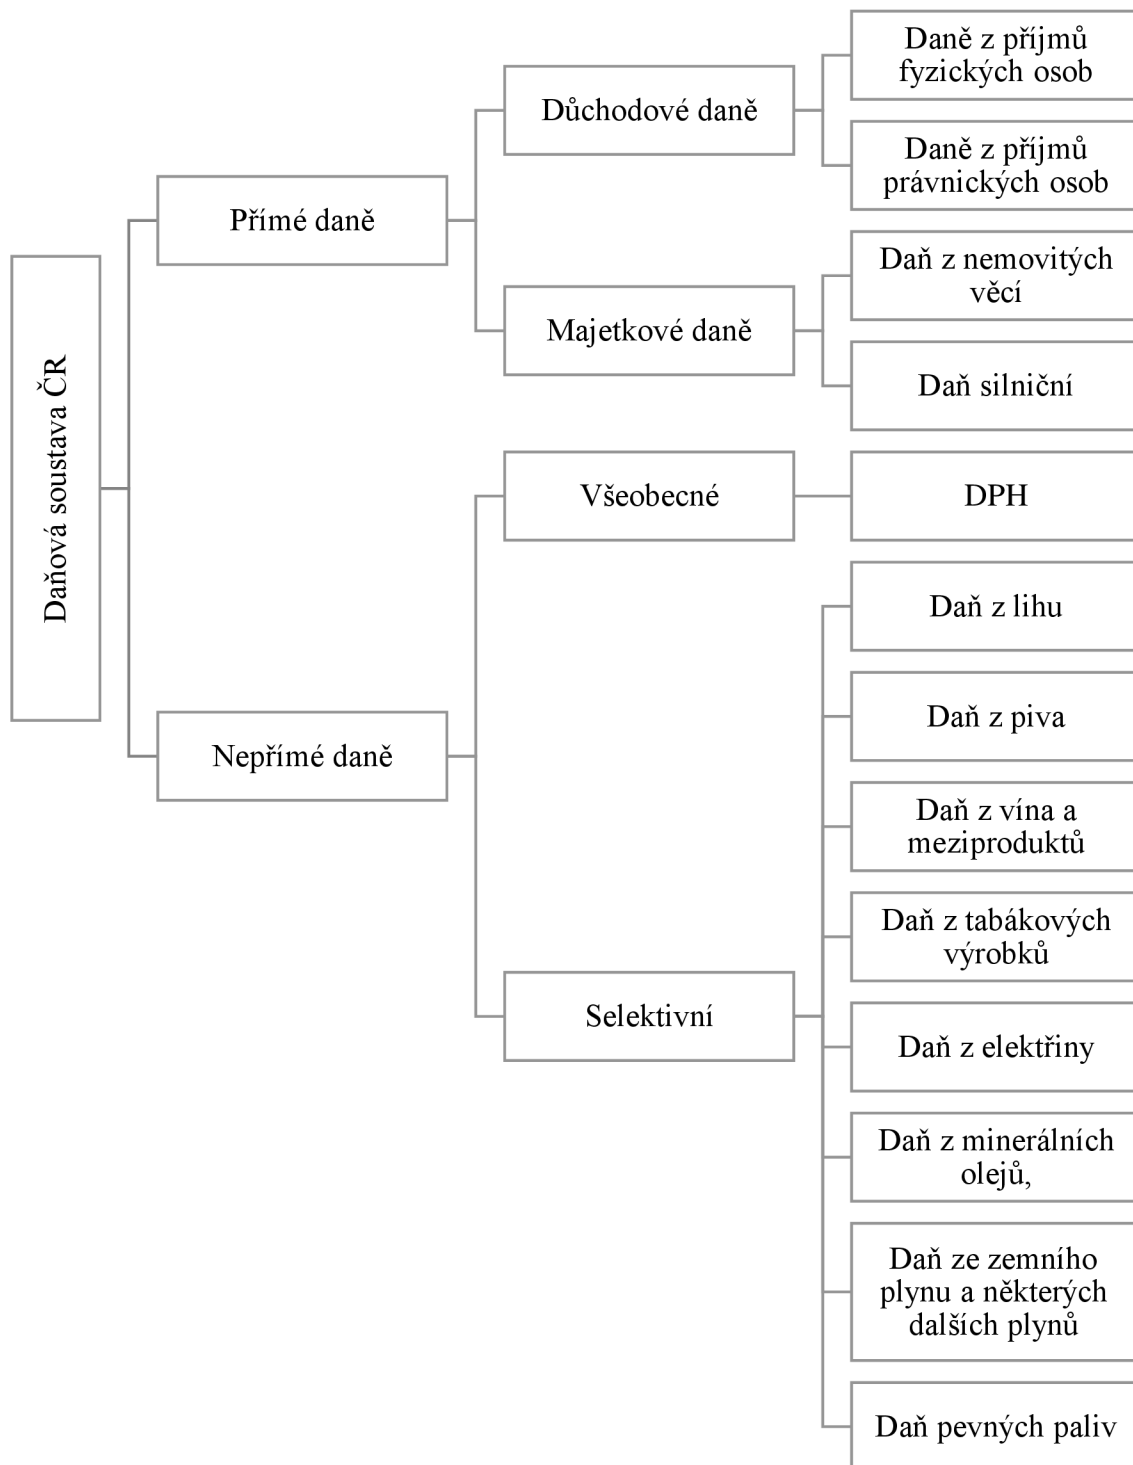 Daňová soustava ČR
Přímé daně
Důchodové daně
Daně z příjmů
fyzických osob
Daně z příjmů
právnických osob
Majetkové daně
Daň z nemovitých
věcí
Daň silniční
Nepřímé daně
Všeobecné
DPH
Selektivní
Daň z lihu
Daň z piva
Daň z vína a
meziproduktů
Daň z tabákových
výrobků
Daň z elektřiny
Daň z minerálních
olejů,
Daň ze zemního
plynu a některých
dalších plynů
Daň pevných paliv